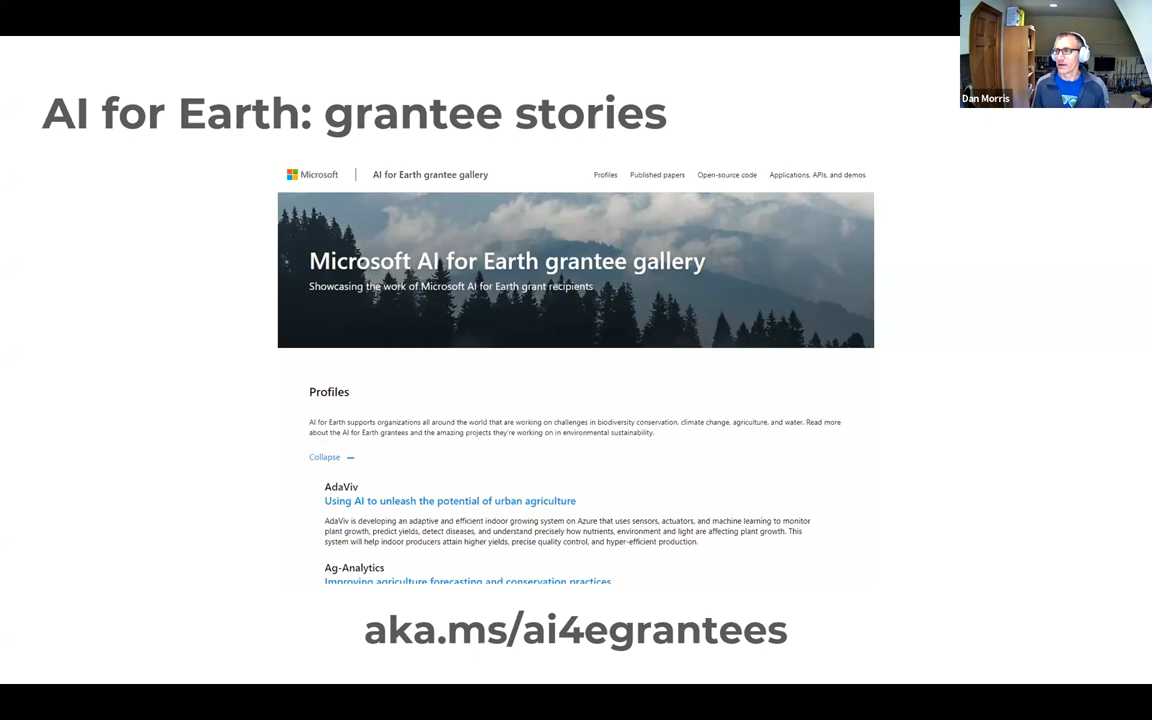 Dan Morris
AI for Earth: grantee stories
Microsoft
AI for Earth grantee gallery
Profiles
Published papers
Open-source code
Applications, APIs, and demos
Microsoft AI for Earth grantee gallery
Showcasing the work of Microsoft AI for Earth grant recipients
Profiles
AI for Earth supports organizations all around the world that are working on challenges in biodiversity conservation, climate change, agriculture, and water. Read more
about the AI for Earth grantees and the amazing projects they're working on in environmental sustainability.
Collapse
AdaViv
Using AI to unleash the potential of urban agriculture
AdaViv is developing an adaptive and efficient indoor growing system on Azure that uses sensors, actuators, and machine learning to monitor
plant growth, predict yields, detect diseases, and understand precisely how nutrients, environment and light are affecting plant growth. This
system will help indoor producers attain higher yields, precise quality control, and hyper-efficient production.
Ag-Analytics
Improving agriculture forecasting and conservation practices
aka.ms/ai4egrantees